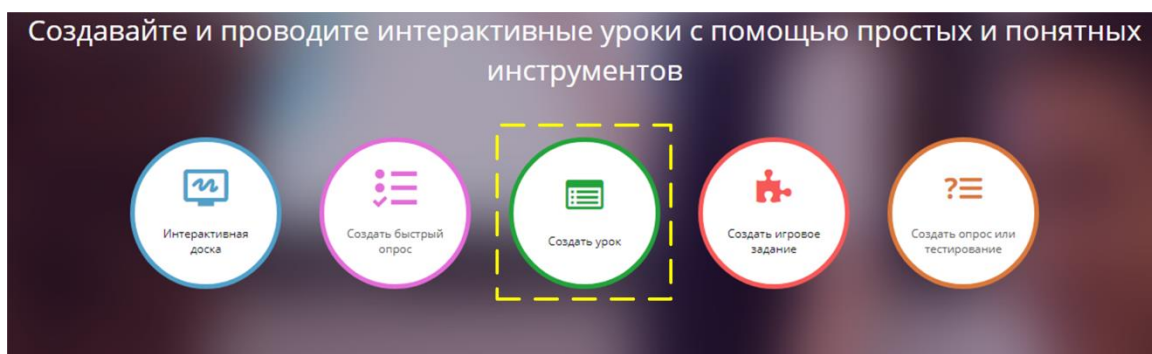 Создавайте и проводите интерактивные уроки с помощью простых и понятных
инструментов
Интерактивная
доска
Создать быстрый
опрос
Создать урок
Создать игровое
задание
Создать опрос или
тестирование